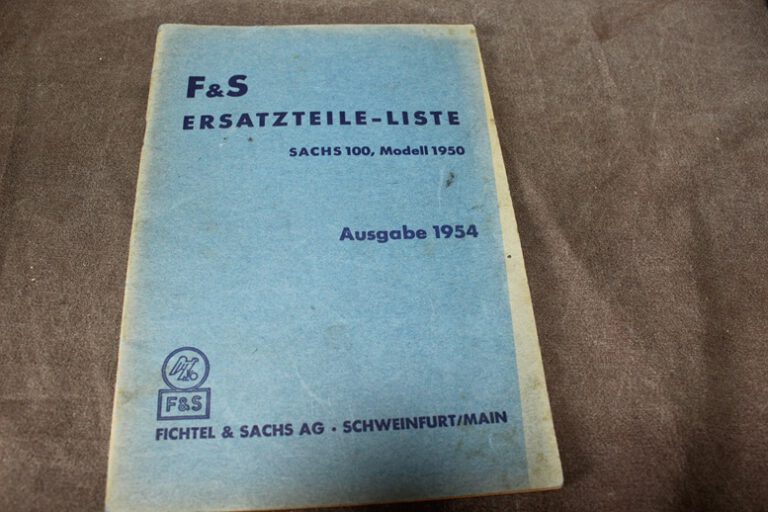 F&S
ERSATZTEILE-LISTE
SACHS 100, Modell 1950
Ausgabe 1954
F&S
FICHTEL & SACHS AG · SCHWEINFURT/MAIN